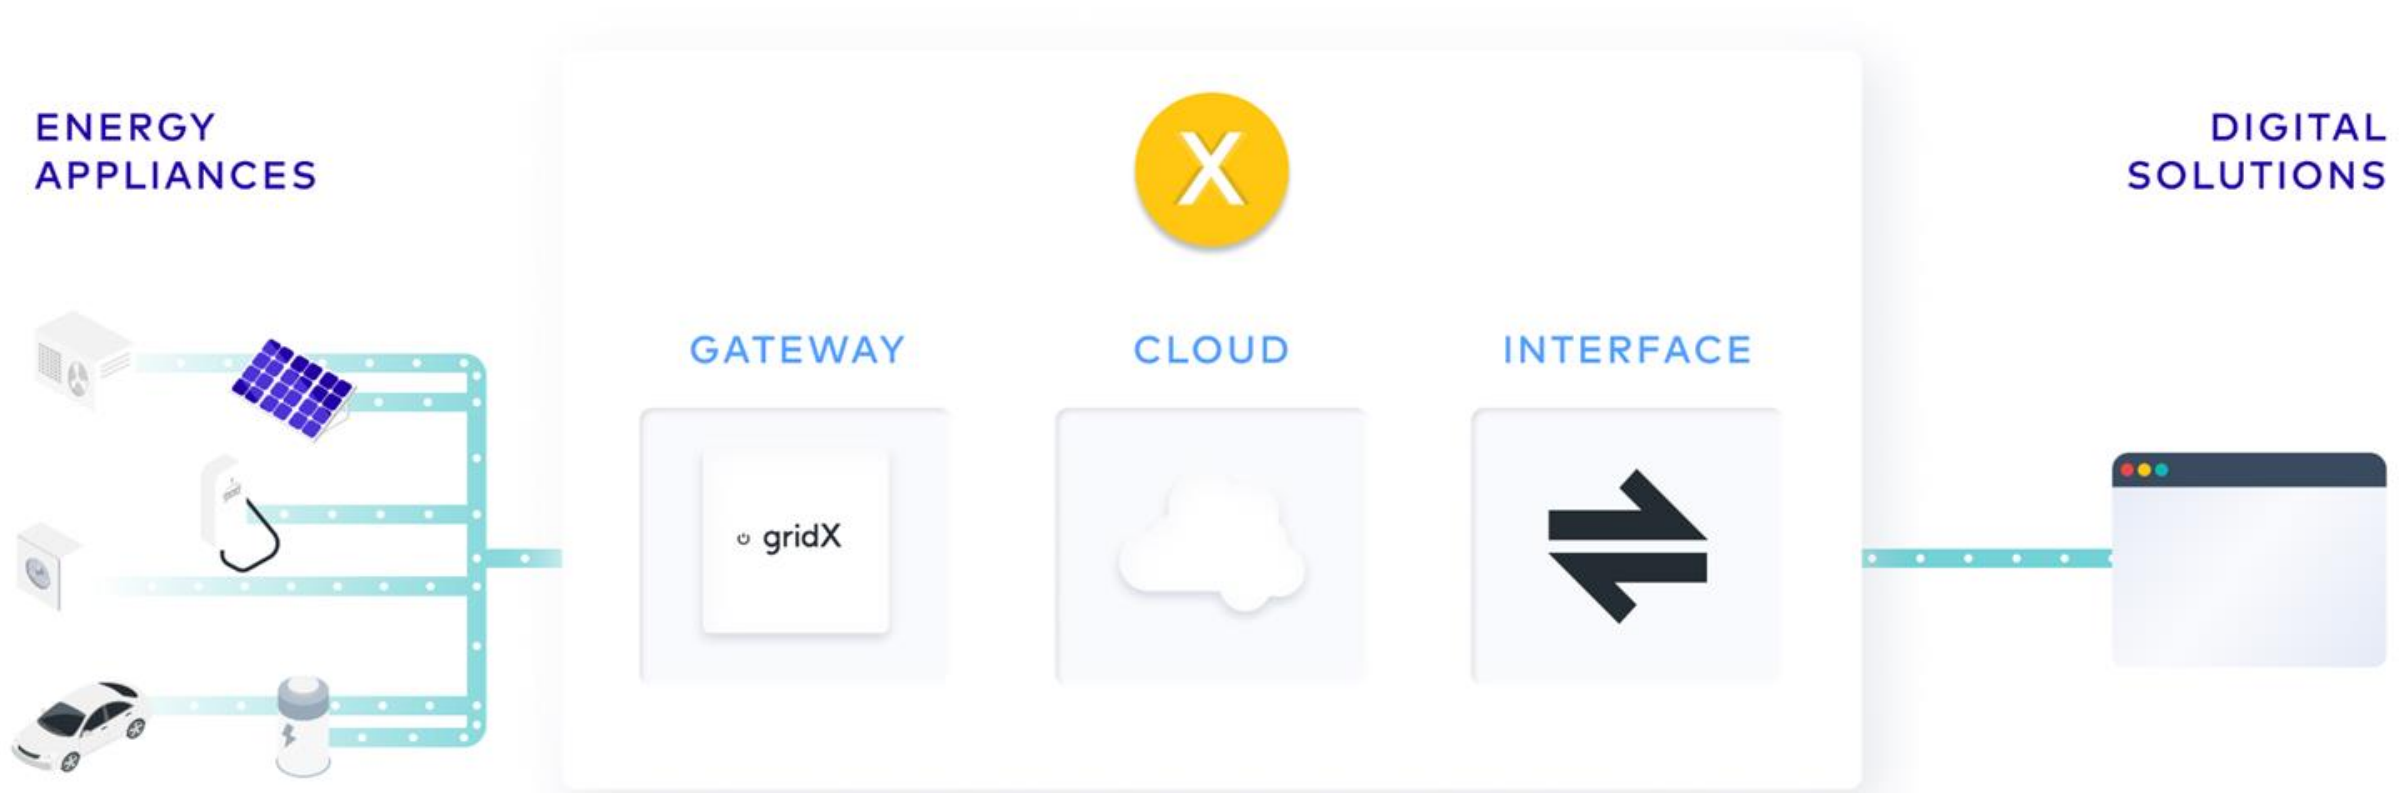 ENERGY
APPLIANCES
X
DIGITAL
SOLUTIONS
GATEWAY
CLOUD
INTERFACE
gridX